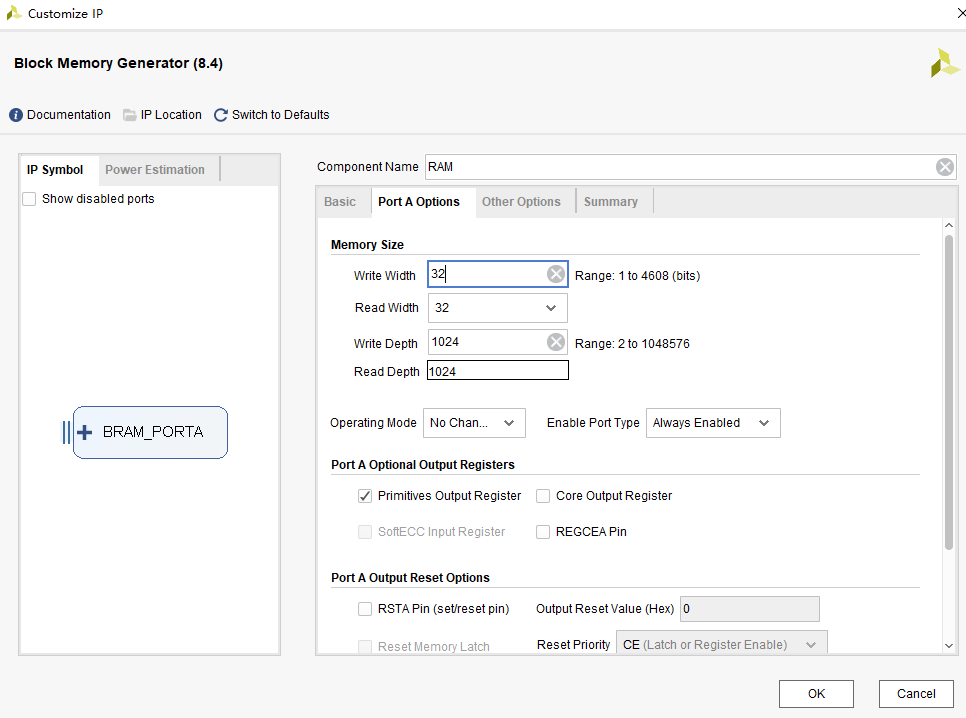 Customize IP
Block Memory Generator (8.4)
Documentation IP Location Switch to Defaults
IP Symbol Power Estimation
Show disabled ports
BRAM_PORTA
Component Name RAM
Basic Port A Options Other Options Summary
Memory Size
Write Width 32 Range: 1 to 4608 (bits)
Read Width 32
Write Depth 1024 Range: 2 to 1048576
Read Depth 1024
Operating Mode No Chan... Enable Port Type Always Enabled
Port A Optional Output Registers
Primitives Output Register Core Output Register
SoftECC Input Register REGCEA Pin
Port A Output Reset Options
RSTA Pin (set/reset pin) Output Reset Value (Hex) 0
Reset Memory Latch Reset Priority CE (Latch or Register Enable)
OK Cancel